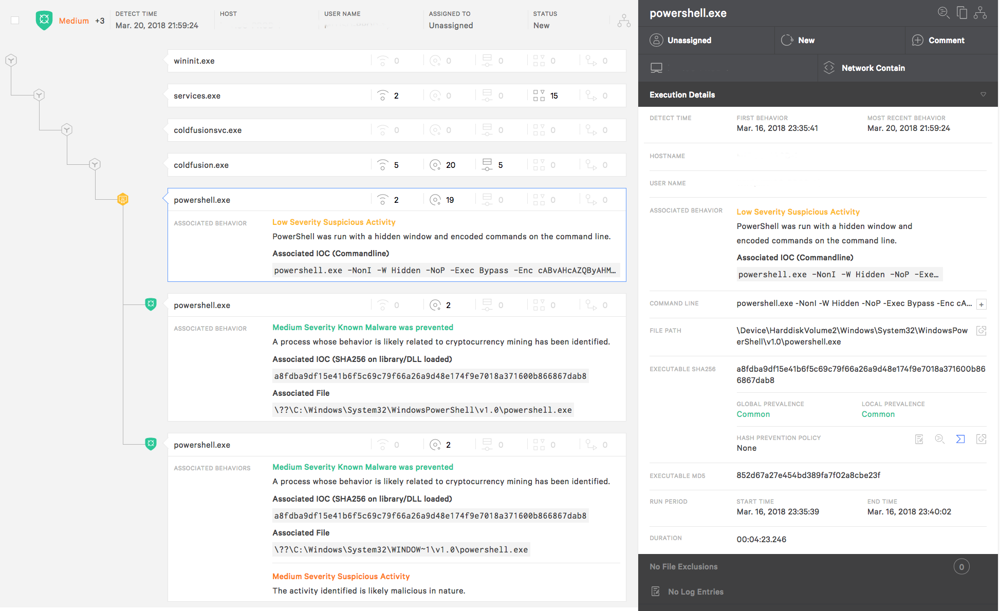 Medium +3
DETECT TIME
Mar. 20, 2018 21:59:24
HOST
USER NAME
ASSIGNED TO
Unassigned
STATUS
New
wininit.exe 0 0 0 0 0
services.exe 2 0 0 15 0
coldfusionsvc.exe 0 0 0 0 0
coldfusion.exe 5 20 5 0 0
powershell.exe 2 19 0 0 0
ASSOCIATED BEHAVIOR
Low Severity Suspicious Activity
PowerShell was run with a hidden window and encoded commands on the command line.
Associated IOC (Commandline)
powershell.exe -NonI -W Hidden -NoP -Exec Bypass -Enc cABvAHcAZQByAHM…
powershell.exe 0 2 0 0 0
ASSOCIATED BEHAVIOR
Medium Severity Known Malware was prevented
A process whose behavior is likely related to cryptocurrency mining has been identified.
Associated IOC (SHA256 on library/DLL loaded)
a8fdba9df15e41b6f5c69c79f66a26a9d48e174f9e7018a371600b866867dab8
Associated File
\??\C:\Windows\System32\WindowsPowerShell\v1.0\powershell.exe
powershell.exe 0 2 0 0 0
ASSOCIATED BEHAVIORS
Medium Severity Known Malware was prevented
A process whose behavior is likely related to cryptocurrency mining has been identified.
Associated IOC (SHA256 on library/DLL loaded)
a8fdba9df15e41b6f5c69c79f66a26a9d48e174f9e7018a371600b866867dab8
Associated File
\??\C:\Windows\System32\WINDOW~1\v1.0\powershell.exe
Medium Severity Suspicious Activity
The activity identified is likely malicious in nature.
powershell.exe
Unassigned
New
Comment
Network Contain
Execution Details
DETECT TIME
FIRST BEHAVIOR
Mar. 16, 2018 23:35:41
MOST RECENT BEHAVIOR
Mar. 20, 2018 21:59:24
HOSTNAME
USER NAME
ASSOCIATED BEHAVIOR
Low Severity Suspicious Activity
PowerShell was run with a hidden window and
encoded commands on the command line.
Associated IOC (Commandline)
powershell.exe -NonI -W Hidden -NoP -Exe…
COMMAND LINE
powershell.exe -NonI -W Hidden -NoP -Exec Bypass -Enc cA...
FILE PATH
\Device\HarddiskVolume2\Windows\System32\WindowsPow
erShell\v1.0\powershell.exe
EXECUTABLE SHA256
a8fdba9df15e41b6f5c69c79f66a26a9d48e174f9e7018a371600b86
6867dab8
GLOBAL PREVALENCE
Common
LOCAL PREVALENCE
Common
HASH PREVENTION POLICY
None
EXECUTABLE MD5
852d67a27e454bd389fa7f02a8cbe23f
RUN PERIOD
START TIME
Mar. 16, 2018 23:35:39
END TIME
Mar. 16, 2018 23:40:02
DURATION
00:04:23.246
No File Exclusions
0
No Log Entries